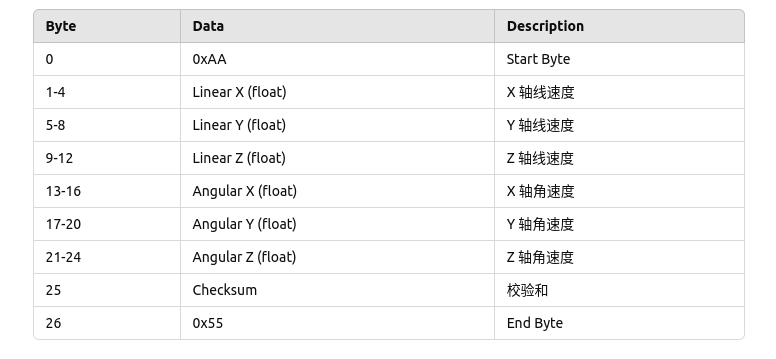 Byte Data Description
0 0xAA Start Byte
1-4 Linear X (float) X 轴线速度
5-8 Linear Y (float) Y 轴线速度
9-12 Linear Z (float) Z 轴线速度
13-16 Angular X (float) X 轴角速度
17-20 Angular Y (float) Y 轴角速度
21-24 Angular Z (float) Z 轴角速度
25 Checksum 校验和
26 0x55 End Byte